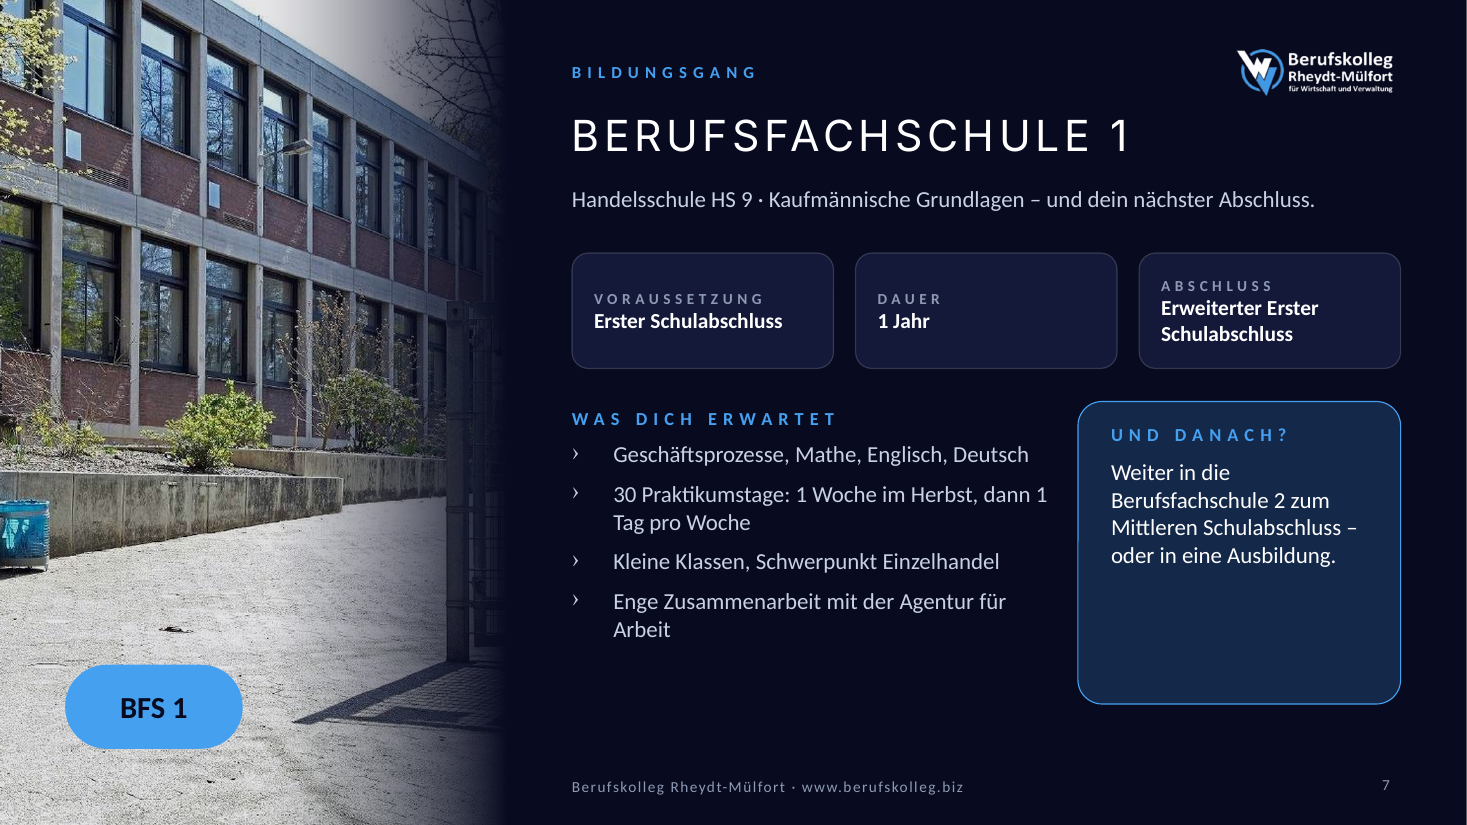 BILDUNGSGANG
Berufskolleg
Rheydt-Mülfort
für Wirtschaft und Verwaltung
BERUFSFACHSCHULE 1
Handelsschule HS 9 · Kaufmännische Grundlagen – und dein nächster Abschluss.
VORAUSSETZUNG
Erster Schulabschluss
DAUER
1 Jahr
ABSCHLUSS
Erweiterter Erster
Schulabschluss
WAS DICH ERWARTET
› Geschäftsprozesse, Mathe, Englisch, Deutsch
› 30 Praktikumstage: 1 Woche im Herbst, dann 1
Tag pro Woche
› Kleine Klassen, Schwerpunkt Einzelhandel
› Enge Zusammenarbeit mit der Agentur für
Arbeit
UND DANACH?
Weiter in die
Berufsfachschule 2 zum
Mittleren Schulabschluss –
oder in eine Ausbildung.
BFS 1
Berufskolleg Rheydt-Mülfort · www.berufskolleg.biz
7